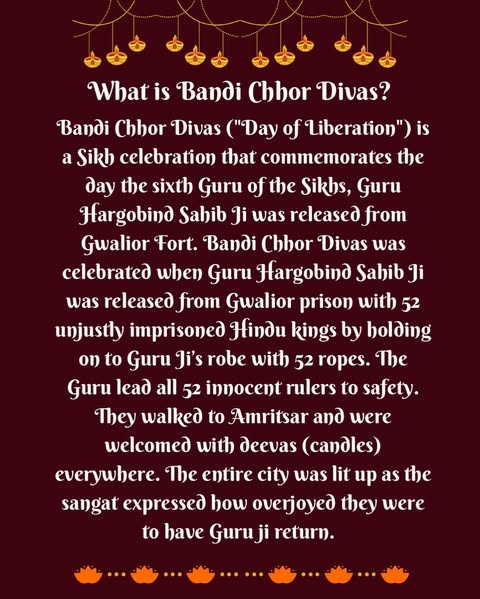 What is Bandi Chhor Divas?
Bandi Chhor Divas ("Day of Liberation") is
a Sikh celebration that commemorates the
day the sixth Guru of the Sikhs, Guru
Hargobind Sahib Ji was released from
Gwalior Fort. Bandi Chhor Divas was
celebrated when Guru Hargobind Sahib Ji
was released from Gwalior prison with 52
unjustly imprisoned Hindu kings by holding
on to Guru Ji's robe with 52 ropes. The
Guru lead all 52 innocent rulers to safety.
They walked to Amritsar and were
welcomed with deevas (candles)
everywhere. The entire city was lit up as the
sangat expressed how overjoyed they were
to have Guru ji return.